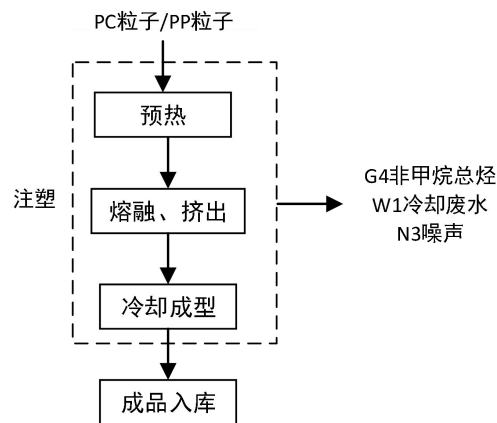 PC粒子/PP粒子
预热
注塑
熔融、挤出
G4非甲烷总烃
W1冷却废水
N3噪声
冷却成型
成品入库